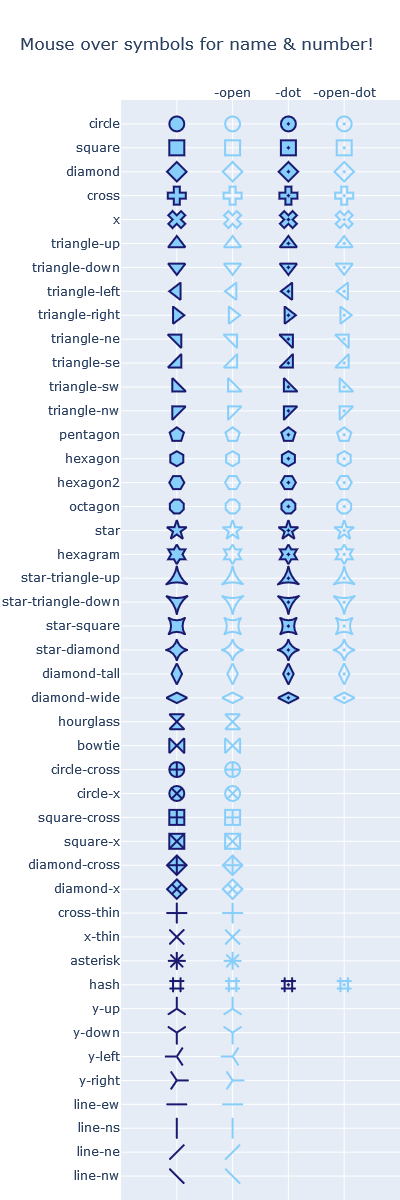 Mouse over symbols for name & number!
-open -dot -open-dot
circle
square
diamond
cross
x
triangle-up
triangle-down
triangle-left
triangle-right
triangle-ne
triangle-se
triangle-sw
triangle-nw
pentagon
hexagon
hexagon2
octagon
star
hexagram
star-triangle-up
star-triangle-down
star-square
star-diamond
diamond-tall
diamond-wide
hourglass
bowtie
circle-cross
circle-x
square-cross
square-x
diamond-cross
diamond-x
cross-thin
x-thin
asterisk
hash
y-up
y-down
y-left
y-right
line-ew
line-ns
line-ne
line-nw